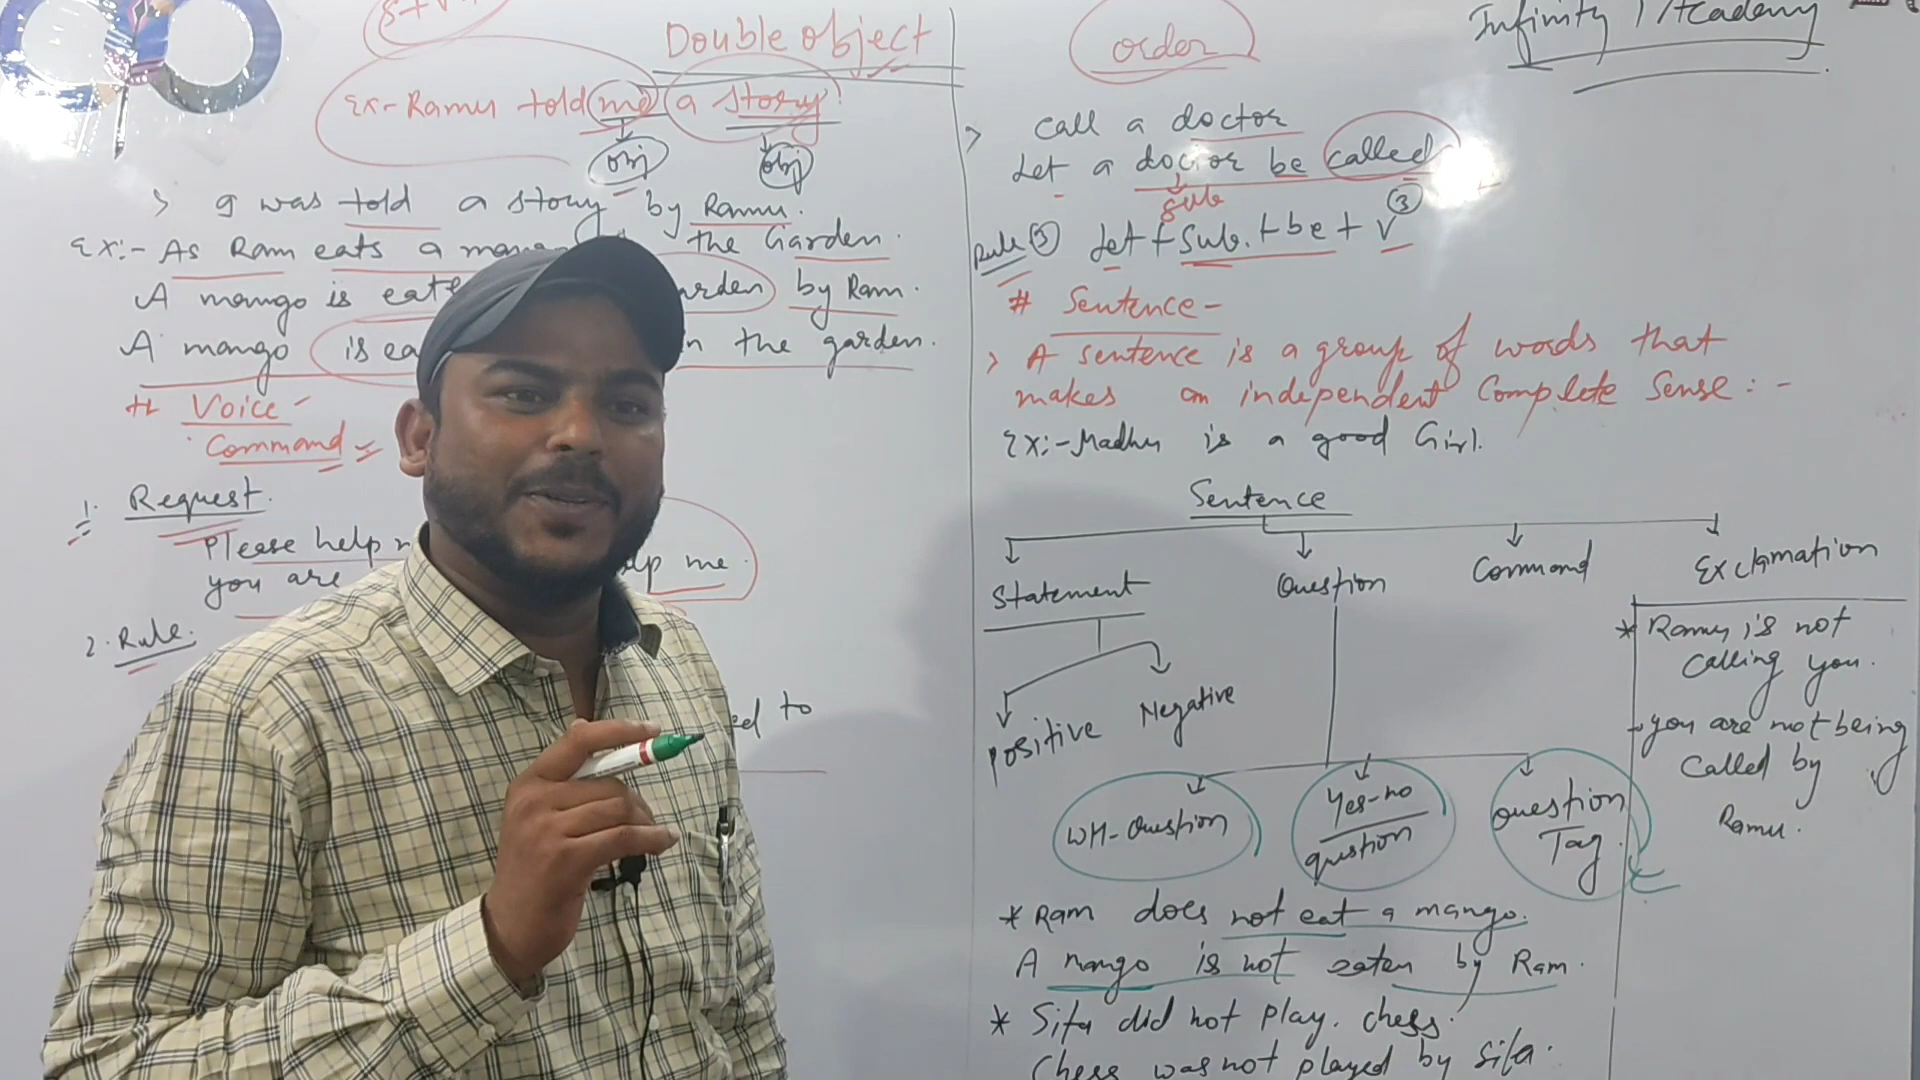 Double object
Ex- Ramu told me a story.
obj obj
> I was told a story by Ramu.
Ex:- As Ram eats a the Garden.
A mango is by Ram.
A mango the garden.
# Voice -
Command
1. Request.
Please help
you are help me.
2. Rule.
to
order
Infinity Academy
> Call a doctor
Let a doctor be called
sub
Rule Let + Sub. + be + V³
# Sentence -
> A sentence is a group of words that
makes an independent Complete Sense : -
Ex:- Madhu is a good Girl.
Sentence
Statement Question Command Exclamation
Positive Negative
WH-Question Yes-no question Question Tag
* Ramu is not
calling you.
you are not being
called by
Ramu.
* Ram does not eat a mango.
A mango is not eaten by Ram.
* Sita did not play. chess.
Chess was not played by sita.